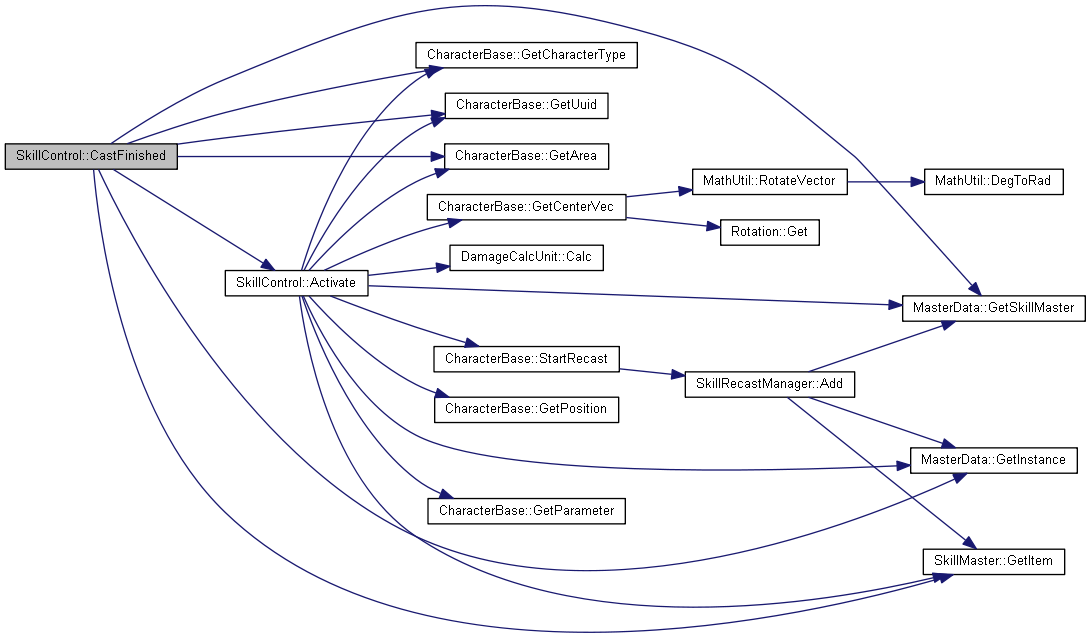 CharacterBase::GetCharacterType
CharacterBase::GetUuid
SkillControl::CastFinished
CharacterBase::GetArea
MathUtil::RotateVector
MathUtil::DegToRad
CharacterBase::GetCenterVec
Rotation::Get
DamageCalcUnit::Calc
SkillControl::Activate
MasterData::GetSkillMaster
CharacterBase::StartRecast
SkillRecastManager::Add
CharacterBase::GetPosition
MasterData::GetInstance
CharacterBase::GetParameter
SkillMaster::GetItem